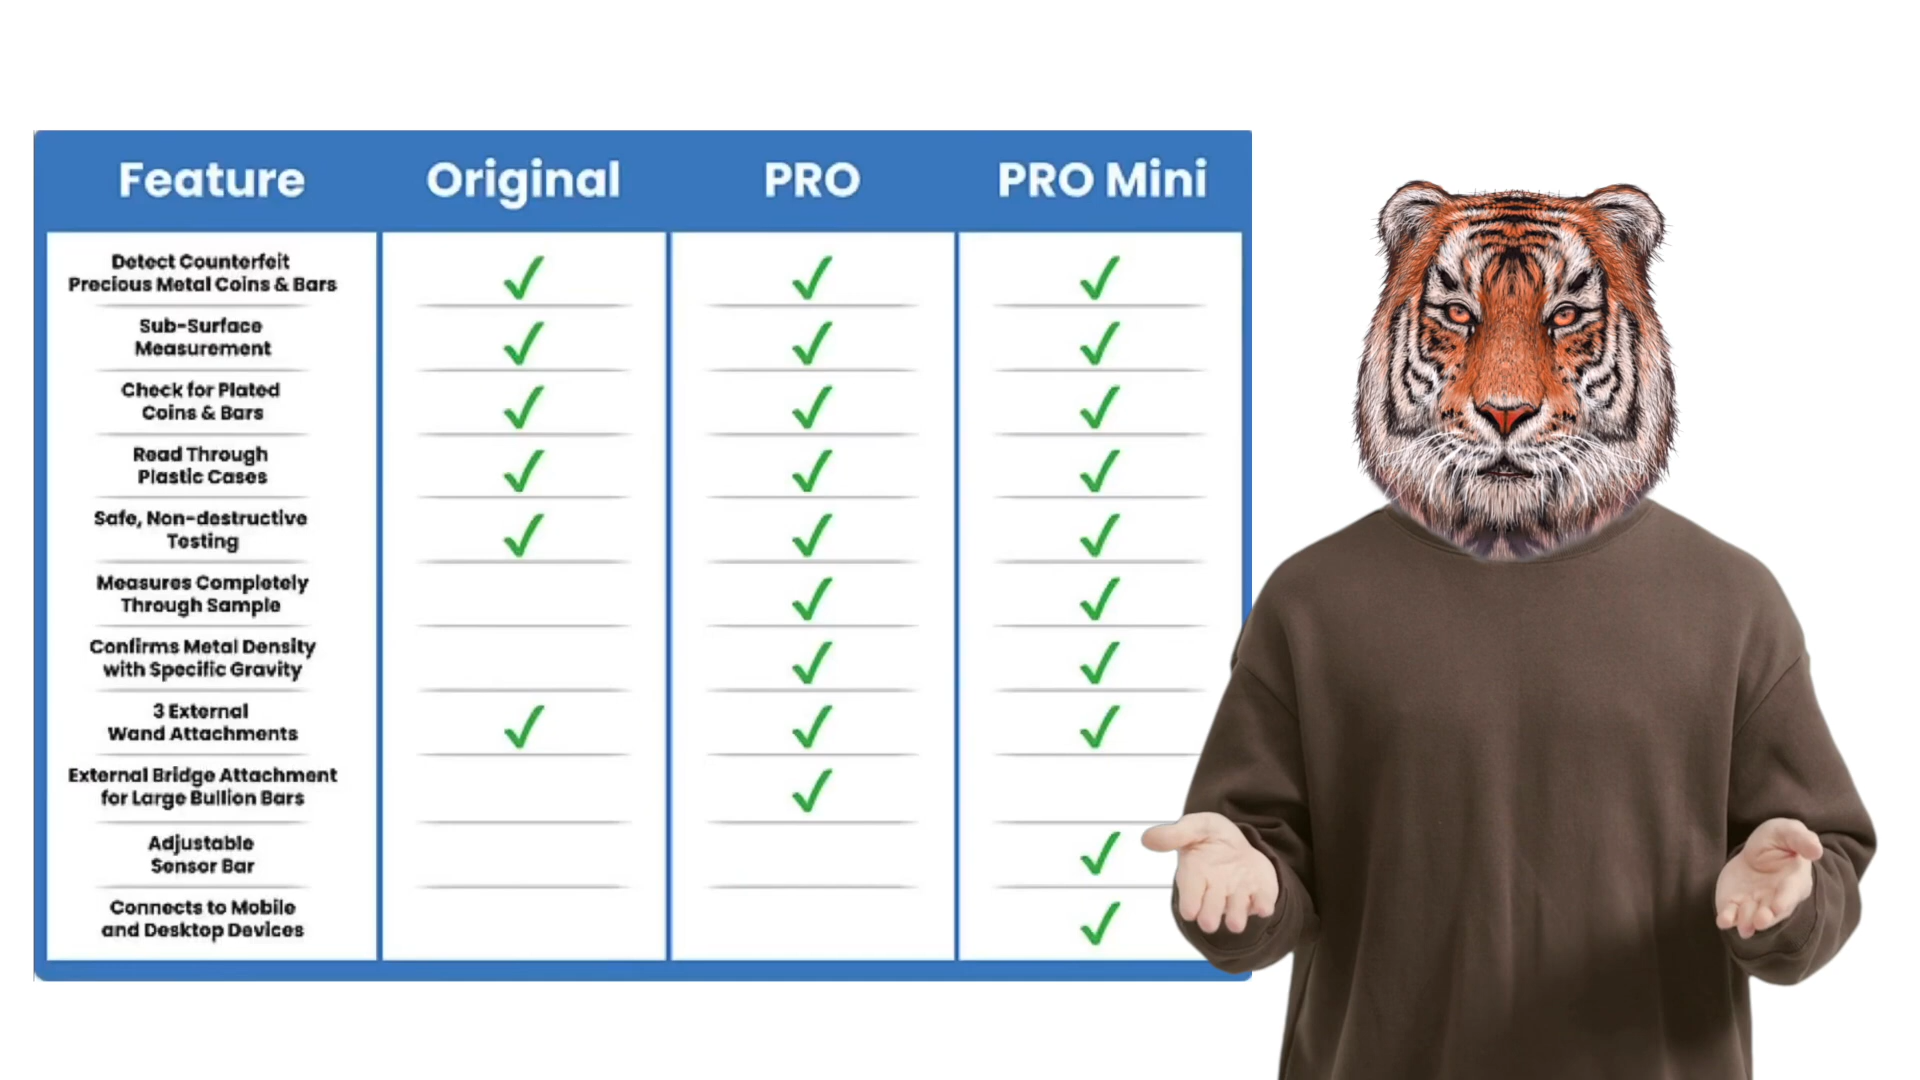 Feature Original PRO PRO Mini
Detect Counterfeit
Precious Metal Coins & Bars
Sub-Surface
Measurement
Check for Plated
Coins & Bars
Read Through
Plastic Cases
Safe, Non-destructive
Testing
Measures Completely
Through Sample
Confirms Metal Density
with Specific Gravity
3 External
Wand Attachments
External Bridge Attachment
for Large Bullion Bars
Adjustable
Sensor Bar
Connects to Mobile
and Desktop Devices